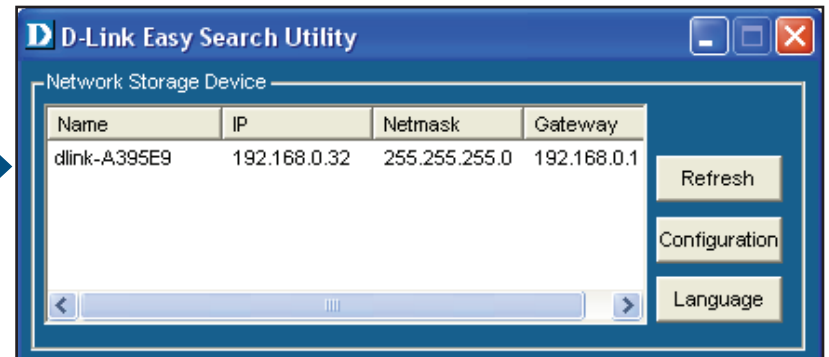 D D-Link Easy Search Utility
Network Storage Device
Name IP Netmask Gateway
dlink-A395E9 192.168.0.32 255.255.255.0 192.168.0.1
Refresh
Configuration
Language